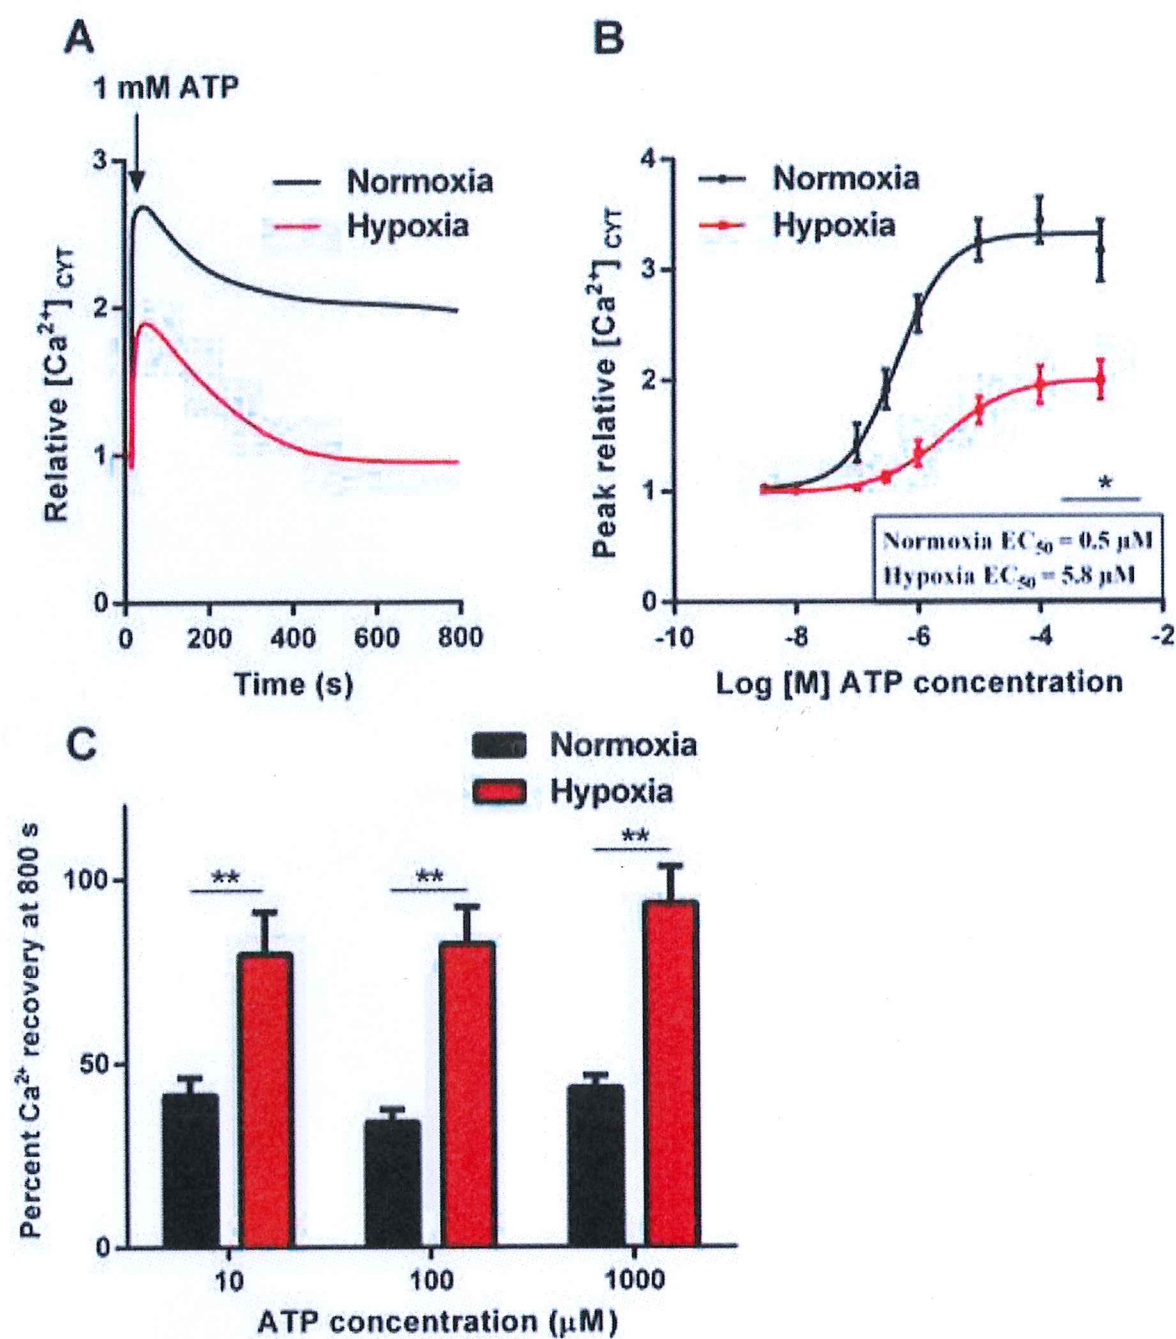 A
1 mM ATP
3
2
1
0
Relative [Ca²⁺] CYT
Normoxia
Hypoxia
0 200 400 600 800
Time (s)
B
4
3
2
1
0
Peak relative [Ca²⁺] CYT
Normoxia
Hypoxia
*
Normoxia EC₅₀ = 0.5 µM
Hypoxia EC₅₀ = 5.8 µM
-10 -8 -6 -4 -2
Log [M] ATP concentration
C
Normoxia
Hypoxia
Percent Ca²⁺ recovery at 800 s
100
50
0
** ** **
10 100 1000
ATP concentration (µM)